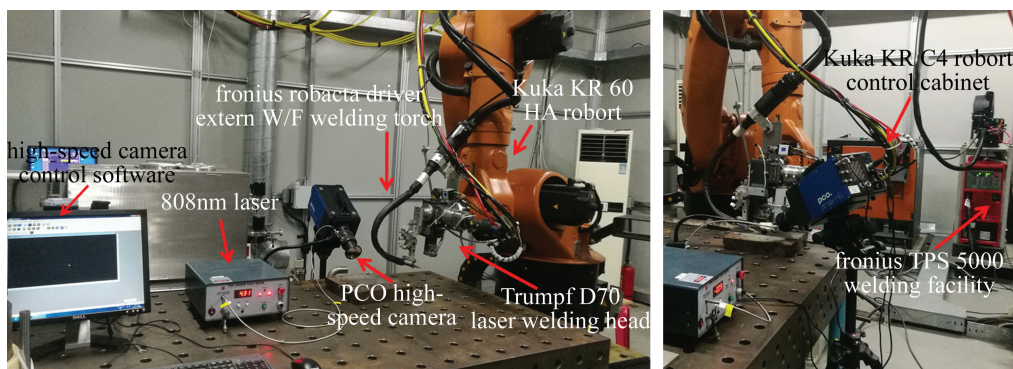 fronius robacta driver
extern W/F welding torch
Kuka KR 60
HA robort
high-speed camera
control software
808nm laser
PCO high-
speed camera
Trumpf D70
laser welding head
Kuka KR C4 robort
control cabinet
pco.
fronius TPS 5000
welding facility